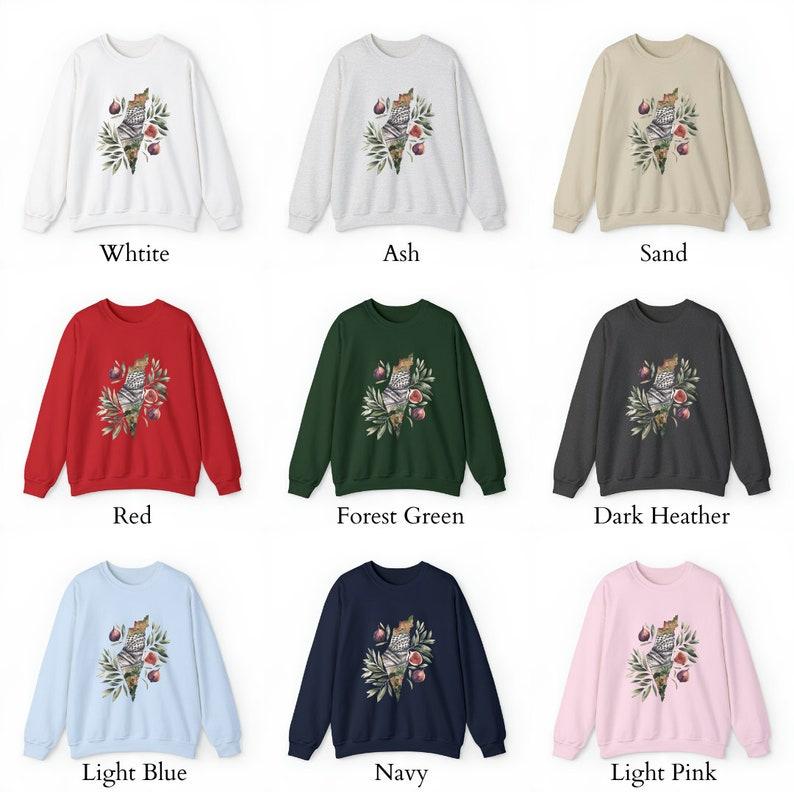 Whtite
Ash
Sand
Red
Forest Green
Dark Heather
Light Blue
Navy
Light Pink